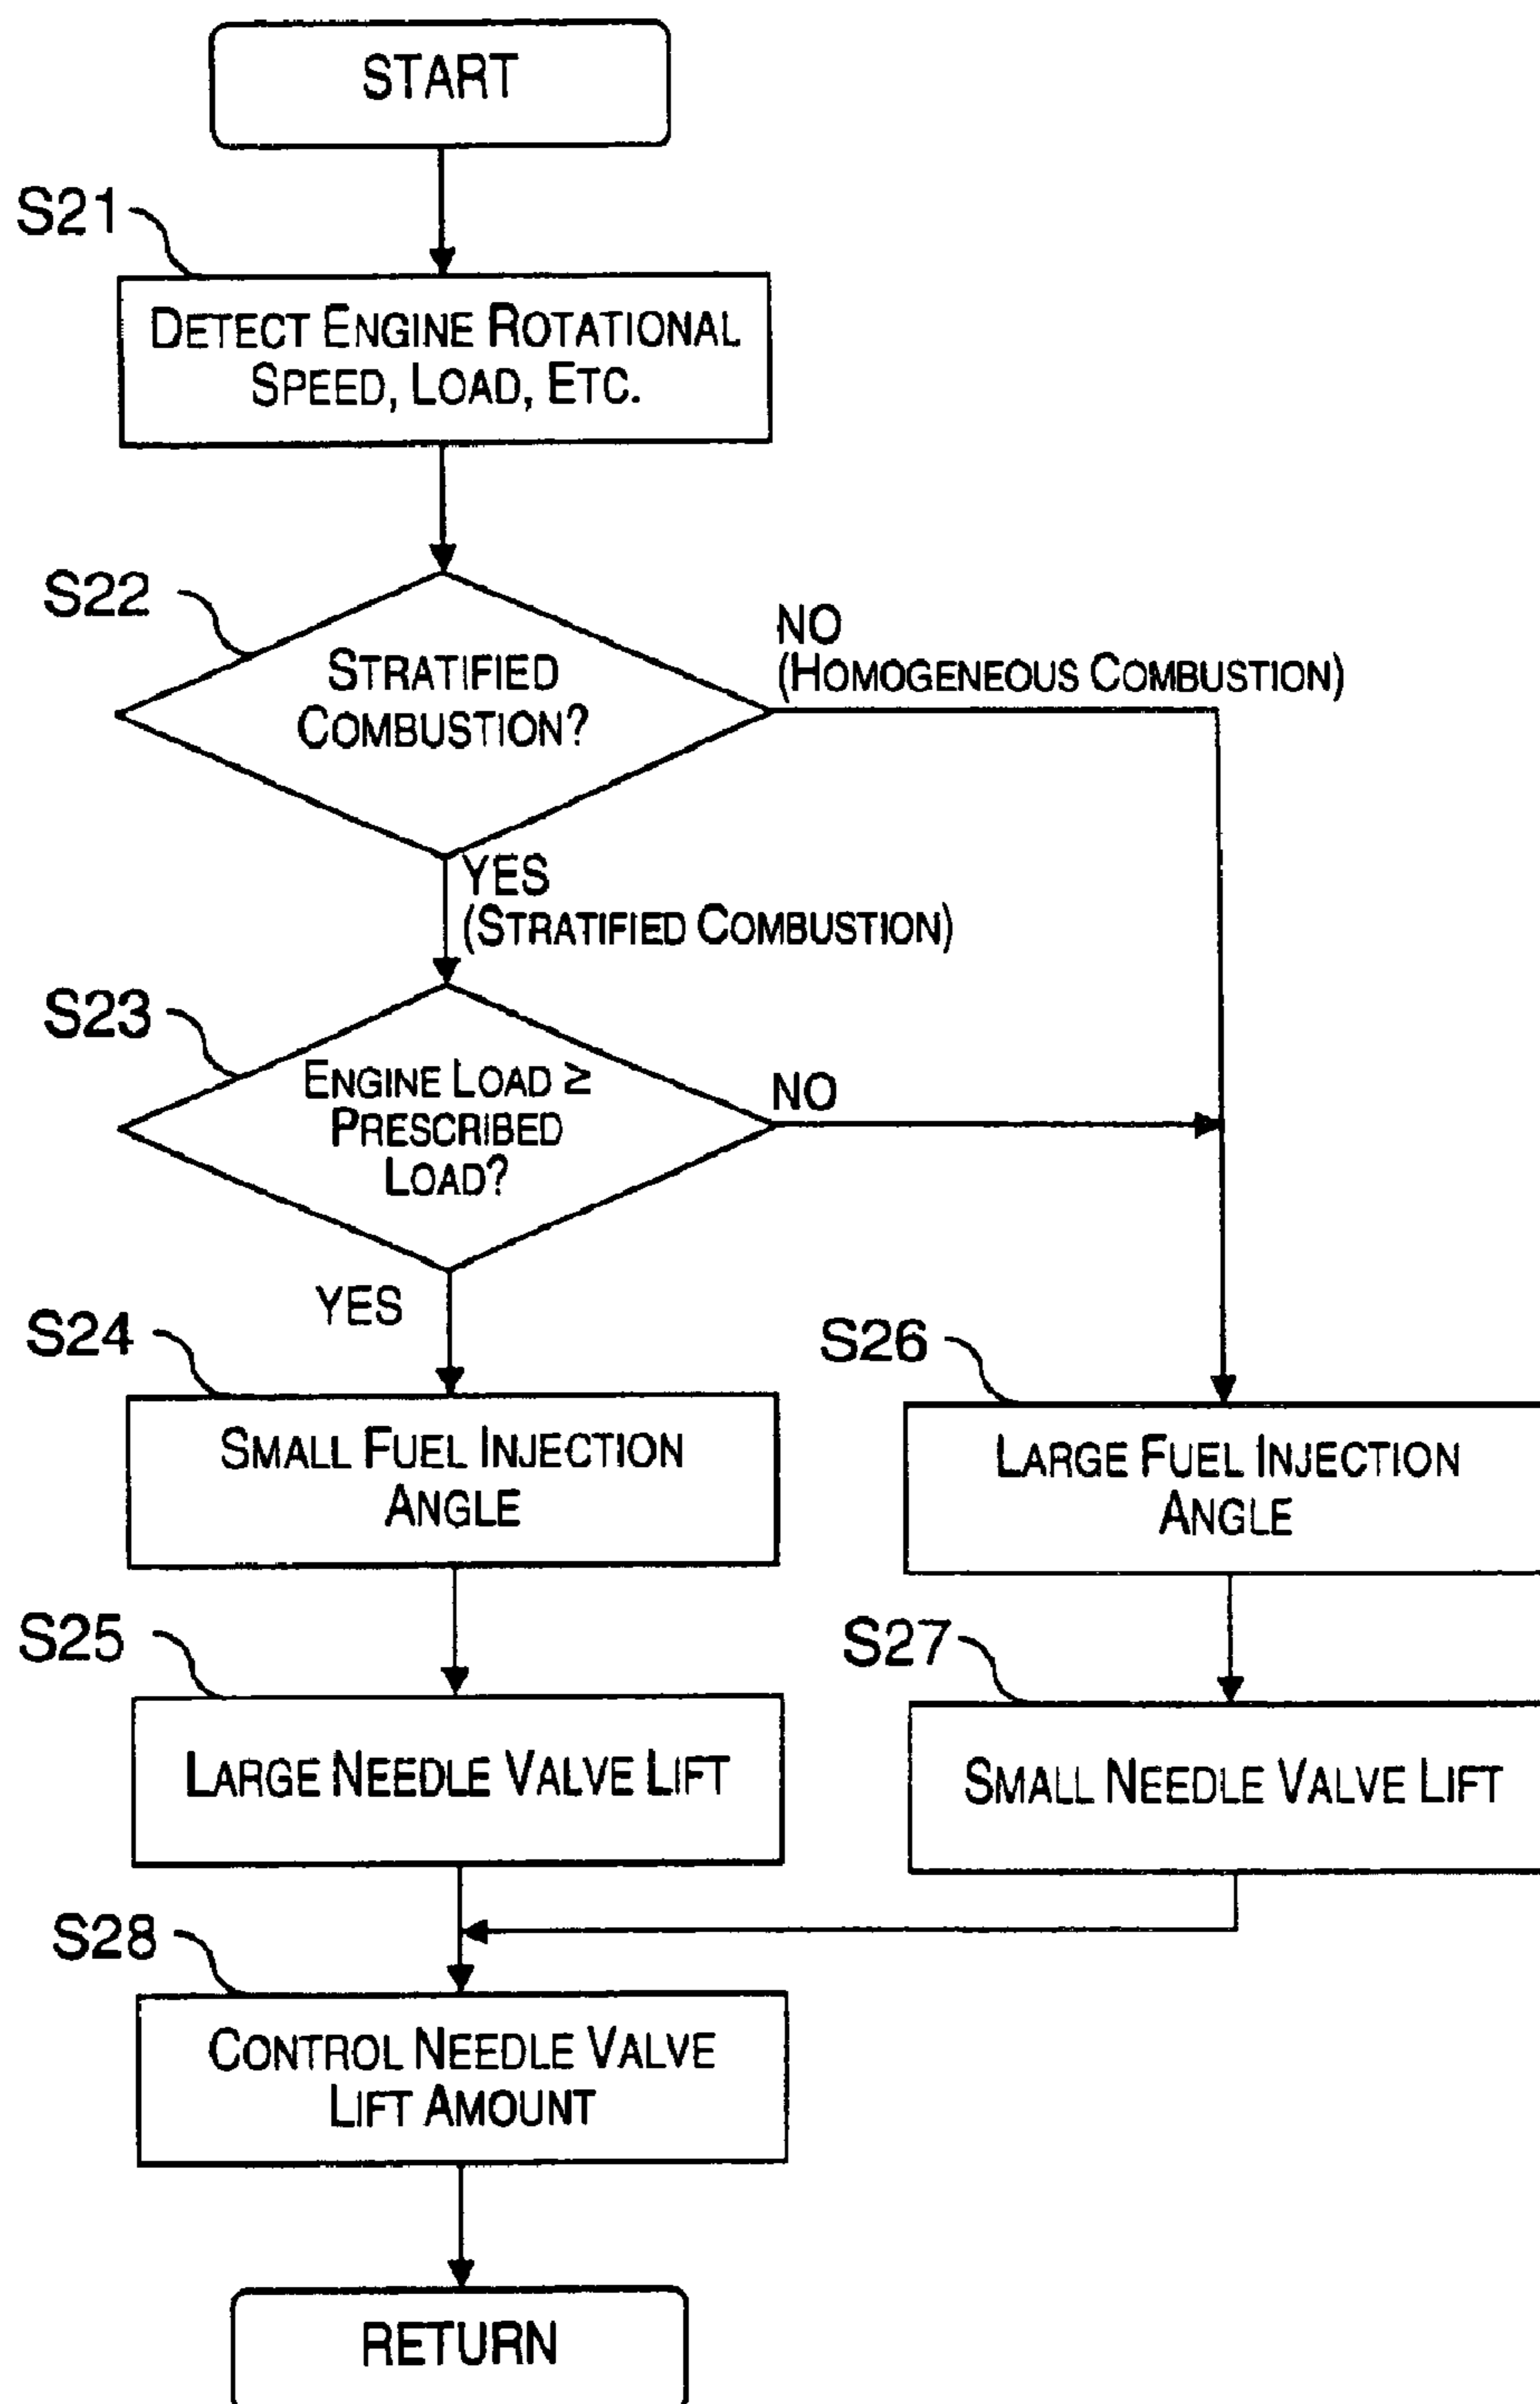 START
S21
DETECT ENGINE ROTATIONAL
SPEED, LOAD, ETC.
S22
STRATIFIED
COMBUSTION?
NO
(HOMOGENEOUS COMBUSTION)
YES
(STRATIFIED COMBUSTION)
S23
ENGINE LOAD ≥
PRESCRIBED
LOAD?
NO
YES
S24
SMALL FUEL INJECTION
ANGLE
S26
LARGE FUEL INJECTION
ANGLE
S25
LARGE NEEDLE VALVE LIFT
S27
SMALL NEEDLE VALVE LIFT
S28
CONTROL NEEDLE VALVE
LIFT AMOUNT
RETURN